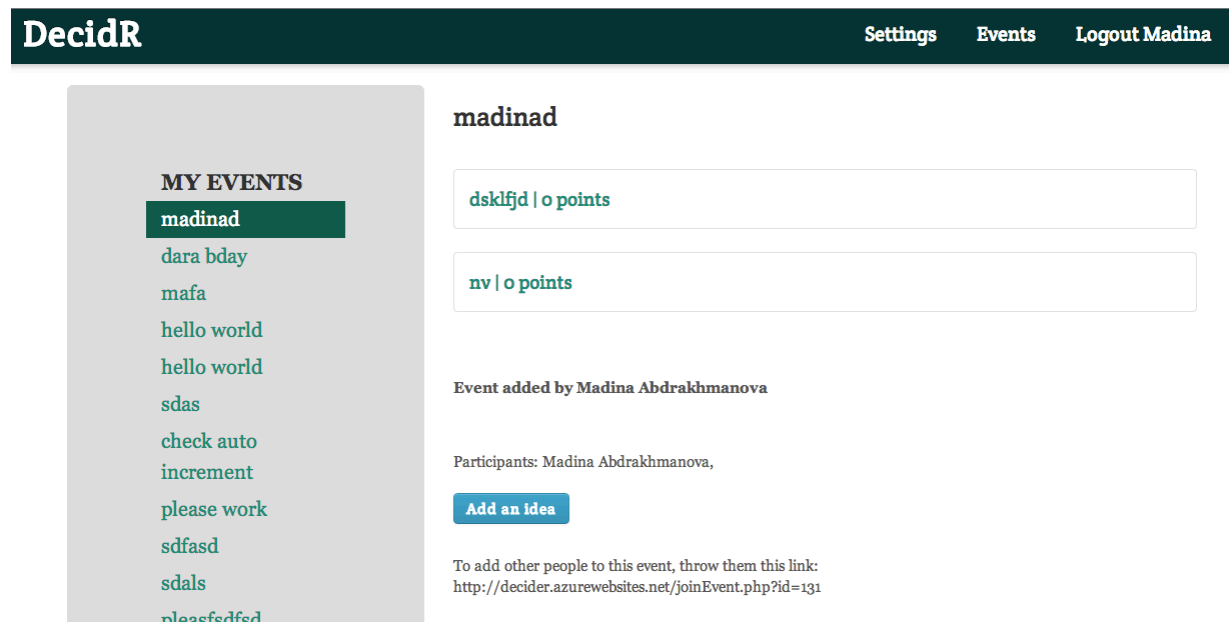 DecidR
Settings Events Logout Madina
MY EVENTS
madinad
dara bday
mafa
hello world
hello world
sdas
check auto
increment
please work
sdfasd
sdals
pleasfsdfsd
madinad
dsklfjd | 0 points
nv | 0 points
Event added by Madina Abdrakhmanova
Participants: Madina Abdrakhmanova,
Add an idea
To add other people to this event, throw them this link:
http://decider.azurewebsites.net/joinEvent.php?id=131